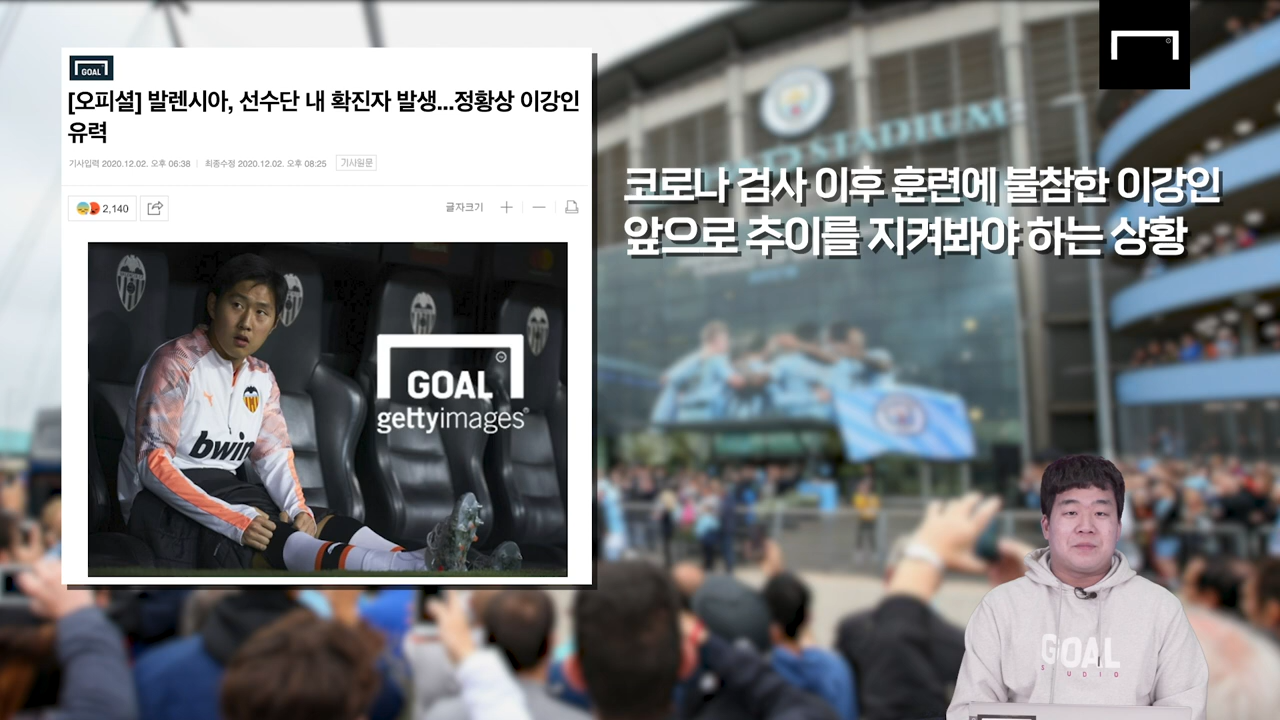 GOAL
[오피셜] 발렌시아, 선수단 내 확진자 발생...정황상 이강인
유력
기사입력 2020.12.02. 오후 06:38 | 최종수정 2020.12.02. 오후 08:25 기사원문
2,140
글자크기
코로나 검사 이후 훈련에 불참한 이강인
앞으로 추이를 지켜봐야 하는 상황
STADIUM
bwin
GOAL
gettyimages
GOAL
STUDIO